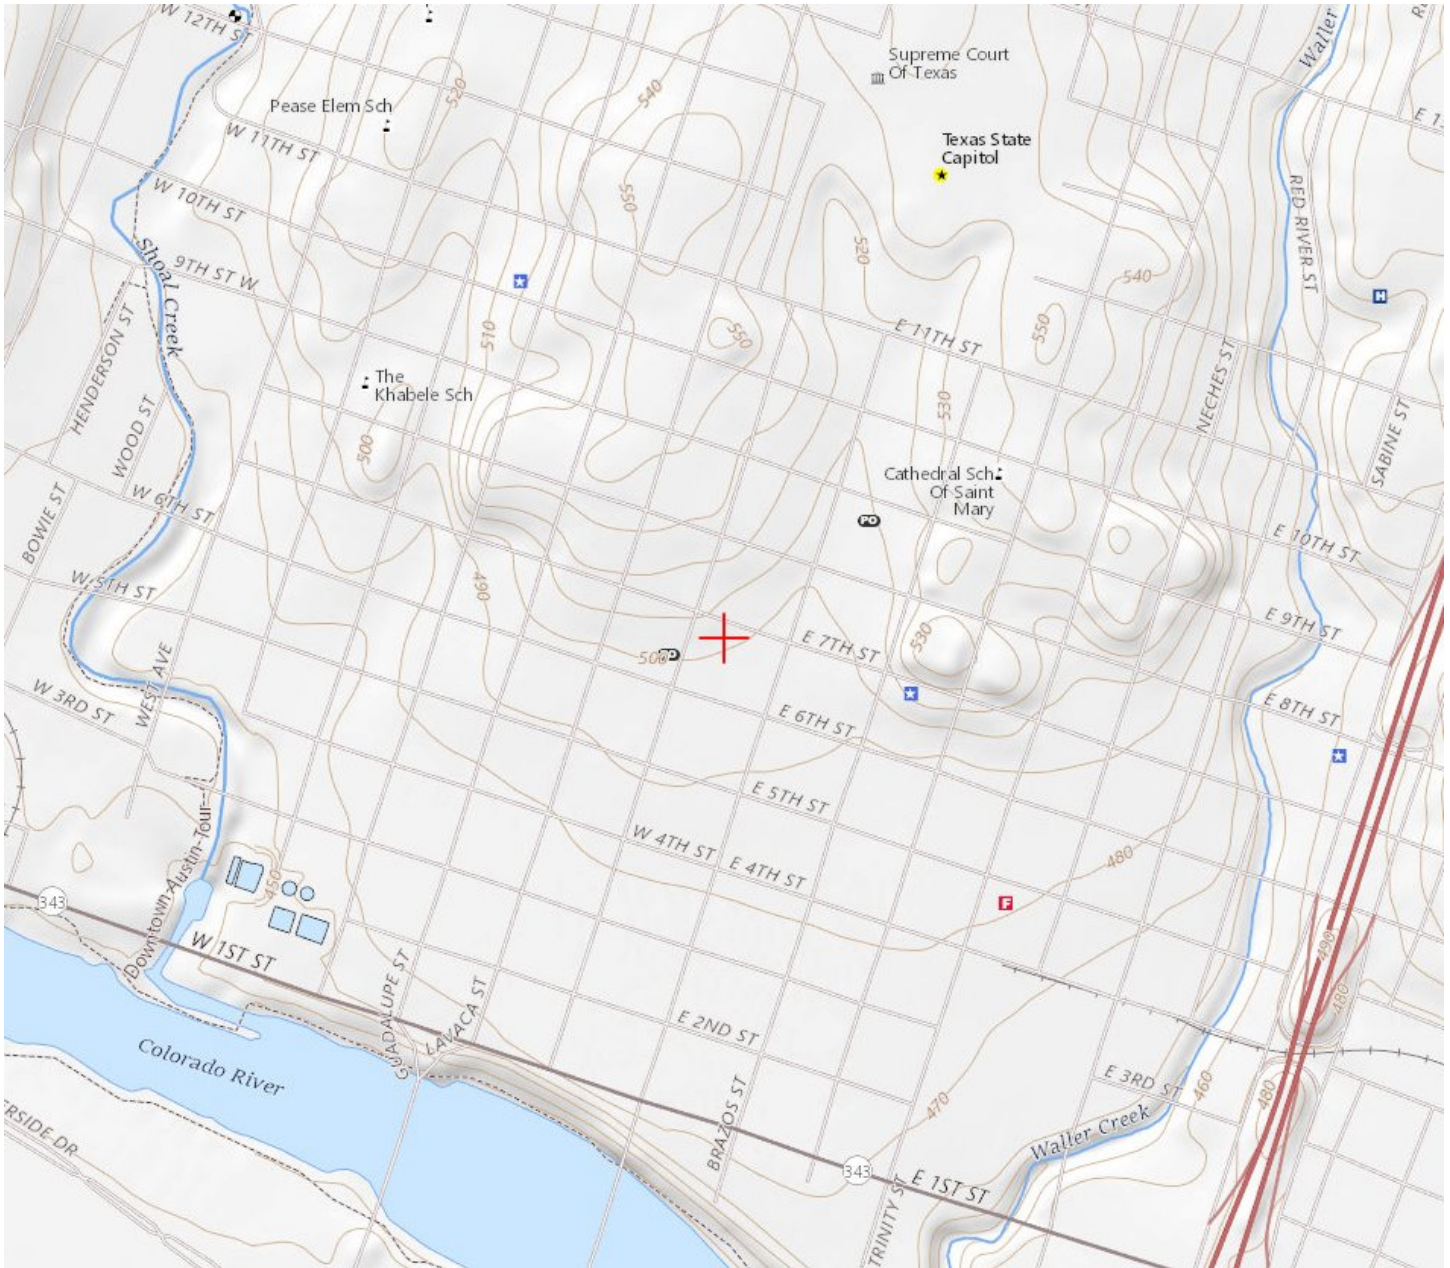 W 12TH ST
Waller
Supreme Court
Of Texas
520
540
Pease Elem Sch
W 11TH ST
Texas State
Capitol
W 10TH ST
550
RED RIVER ST
Shoal Creek
9TH ST W
520
540
H
HENDERSON ST
510
550
E 11TH ST
550
NECHES ST
The
Khabele Sch
530
WOOD ST
500
SABINE ST
Cathedral Sch
Of Saint
Mary
BOWIE ST
W 6TH ST
PO
E 10TH ST
W 5TH ST
490
E 9TH ST
E 7TH ST
530
500
WEST AVE
W 3RD ST
E 6TH ST
E 8TH ST
E 5TH ST
W 4TH ST
E 4TH ST
480
450
343
F
Downtown Austin Tour
W 1ST ST
490
480
GUADALUPE ST
LAVACA ST
E 2ND ST
Colorado River
E 3RD ST
460
480
470
BRAZOS ST
Waller Creek
343
E 1ST ST
TRINITY ST
ERSIDE DR